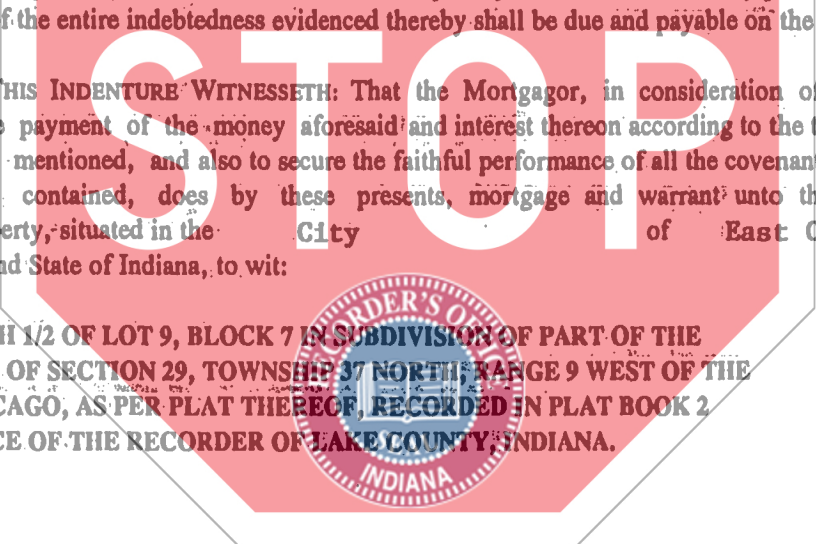 f the entire indebtedness evidenced thereby shall be due and payable on the
HIS INDENTURE WITNESSETH: That the Mortgagor, in consideration of
payment of the money aforesaid and interest thereon according to the t
mentioned, and also to secure the faithful performance of all the covenan
contained, does by these presents, mortgage and warrant unto th
erty, situated in the City of East C
nd State of Indiana, to wit:
H 1/2 OF LOT 9, BLOCK 7 IN SUBDIVISION OF PART OF THE
OF SECTION 29, TOWNSHIP 37 NORTH, RANGE 9 WEST OF THE
CAGO, AS PER PLAT THEREOF, RECORDED IN PLAT BOOK 2
CE OF THE RECORDER OF LAKE COUNTY, INDIANA.
STOP
RECORDER'S OFFICE
INDIANA